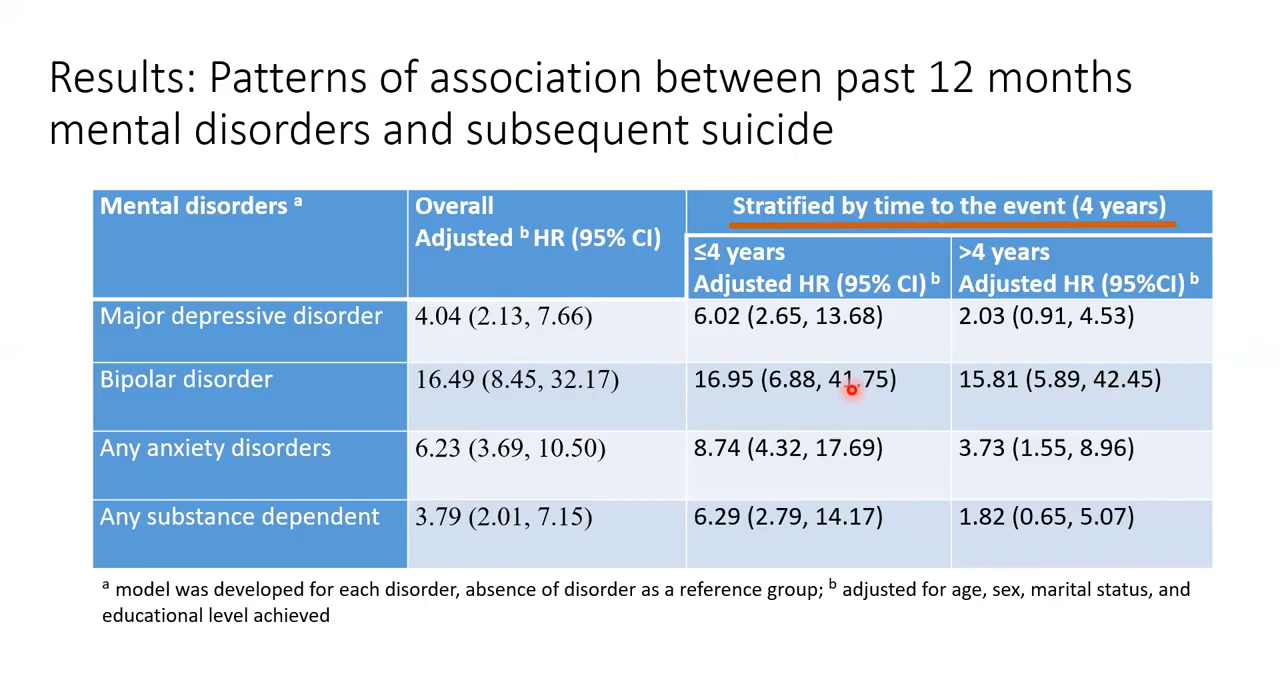 Results: Patterns of association between past 12 months
mental disorders and subsequent suicide
Mental disorders a
Overall
Adjusted b HR (95% CI)
Stratified by time to the event (4 years)
≤4 years
Adjusted HR (95% CI) b
>4 years
Adjusted HR (95%CI) b
Major depressive disorder 4.04 (2.13, 7.66) 6.02 (2.65, 13.68) 2.03 (0.91, 4.53)
Bipolar disorder 16.49 (8.45, 32.17) 16.95 (6.88, 41.75) 15.81 (5.89, 42.45)
Any anxiety disorders 6.23 (3.69, 10.50) 8.74 (4.32, 17.69) 3.73 (1.55, 8.96)
Any substance dependent 3.79 (2.01, 7.15) 6.29 (2.79, 14.17) 1.82 (0.65, 5.07)
a model was developed for each disorder, absence of disorder as a reference group; b adjusted for age, sex, marital status, and
educational level achieved